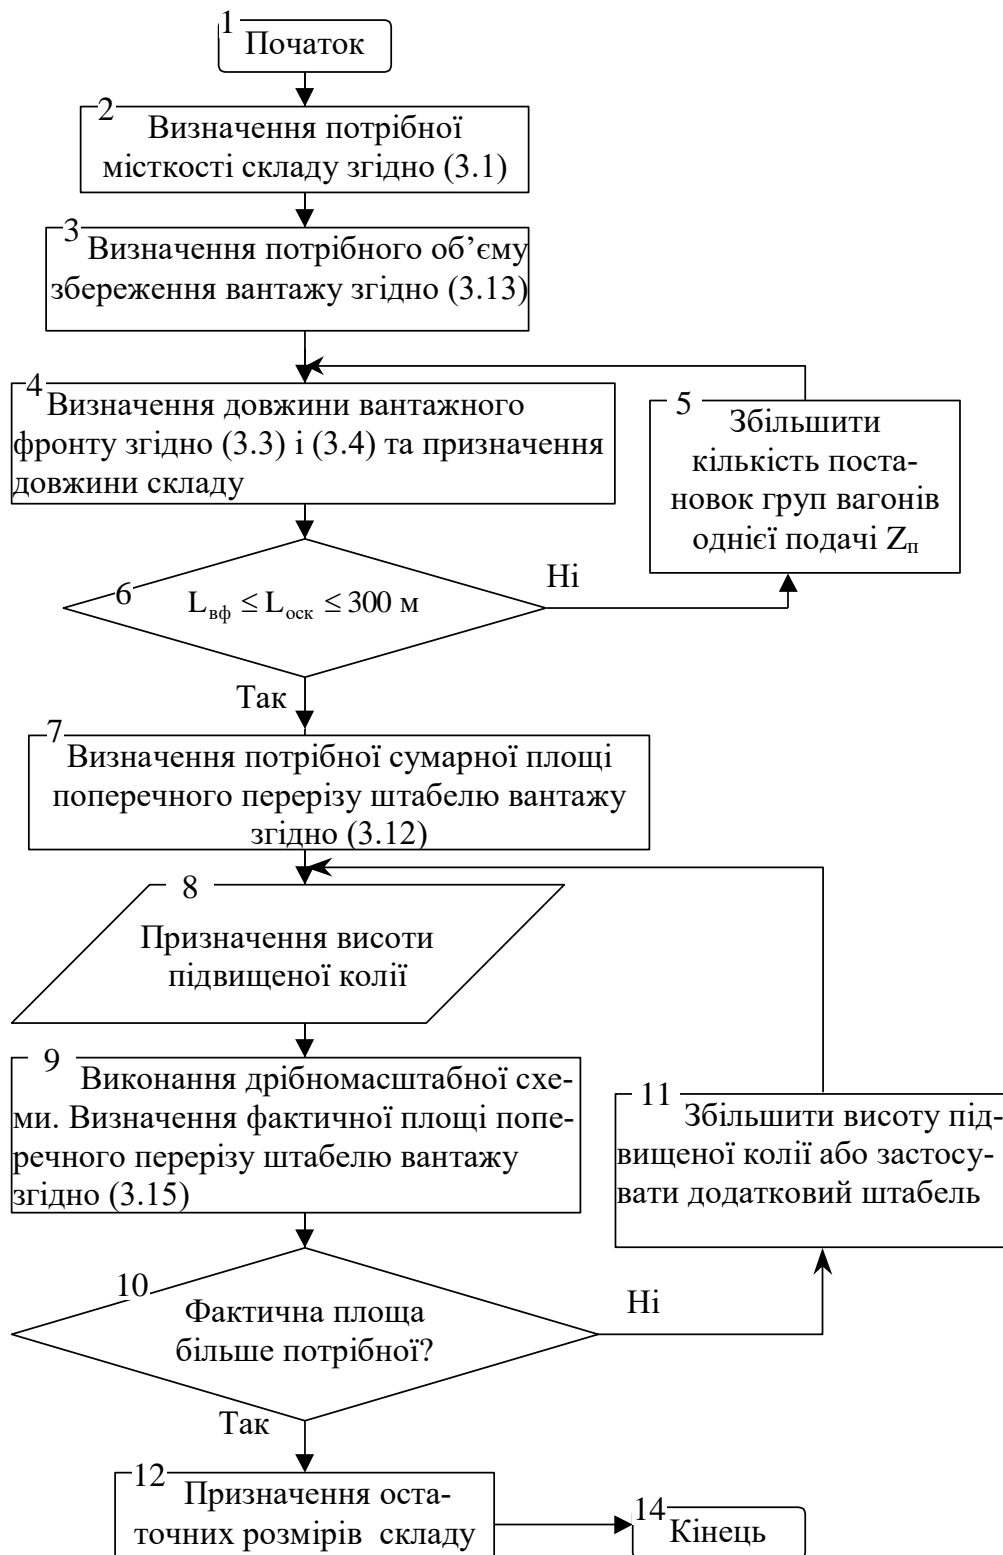 1
Початок
2
Визначення потрібної
місткості складу згідно (3.1)
3
Визначення потрібного об’єму
збереження вантажу згідно (3.13)
4
Визначення довжини вантажного
фронту згідно (3.3) і (3.4) та призначення
довжини складу
5
Збільшити
кількість поста-
новок груп вагонів
однієї подачі Zп
6
Lвф ≤ Lоск ≤ 300 м
Ні
Так
7
Визначення потрібної сумарної площі
поперечного перерізу штабелю вантажу
згідно (3.12)
8
Призначення висоти
підвищеної колії
9
Виконання дрібномасштабної схе-
ми. Визначення фактичної площі попе-
речного перерізу штабелю вантажу
згідно (3.15)
11
Збільшити висоту під-
вищеної колії або застосу-
вати додатковий штабель
10
Фактична площа
більше потрібної?
Ні
Так
12
Призначення оста-
точних розмірів складу
14
Кінець